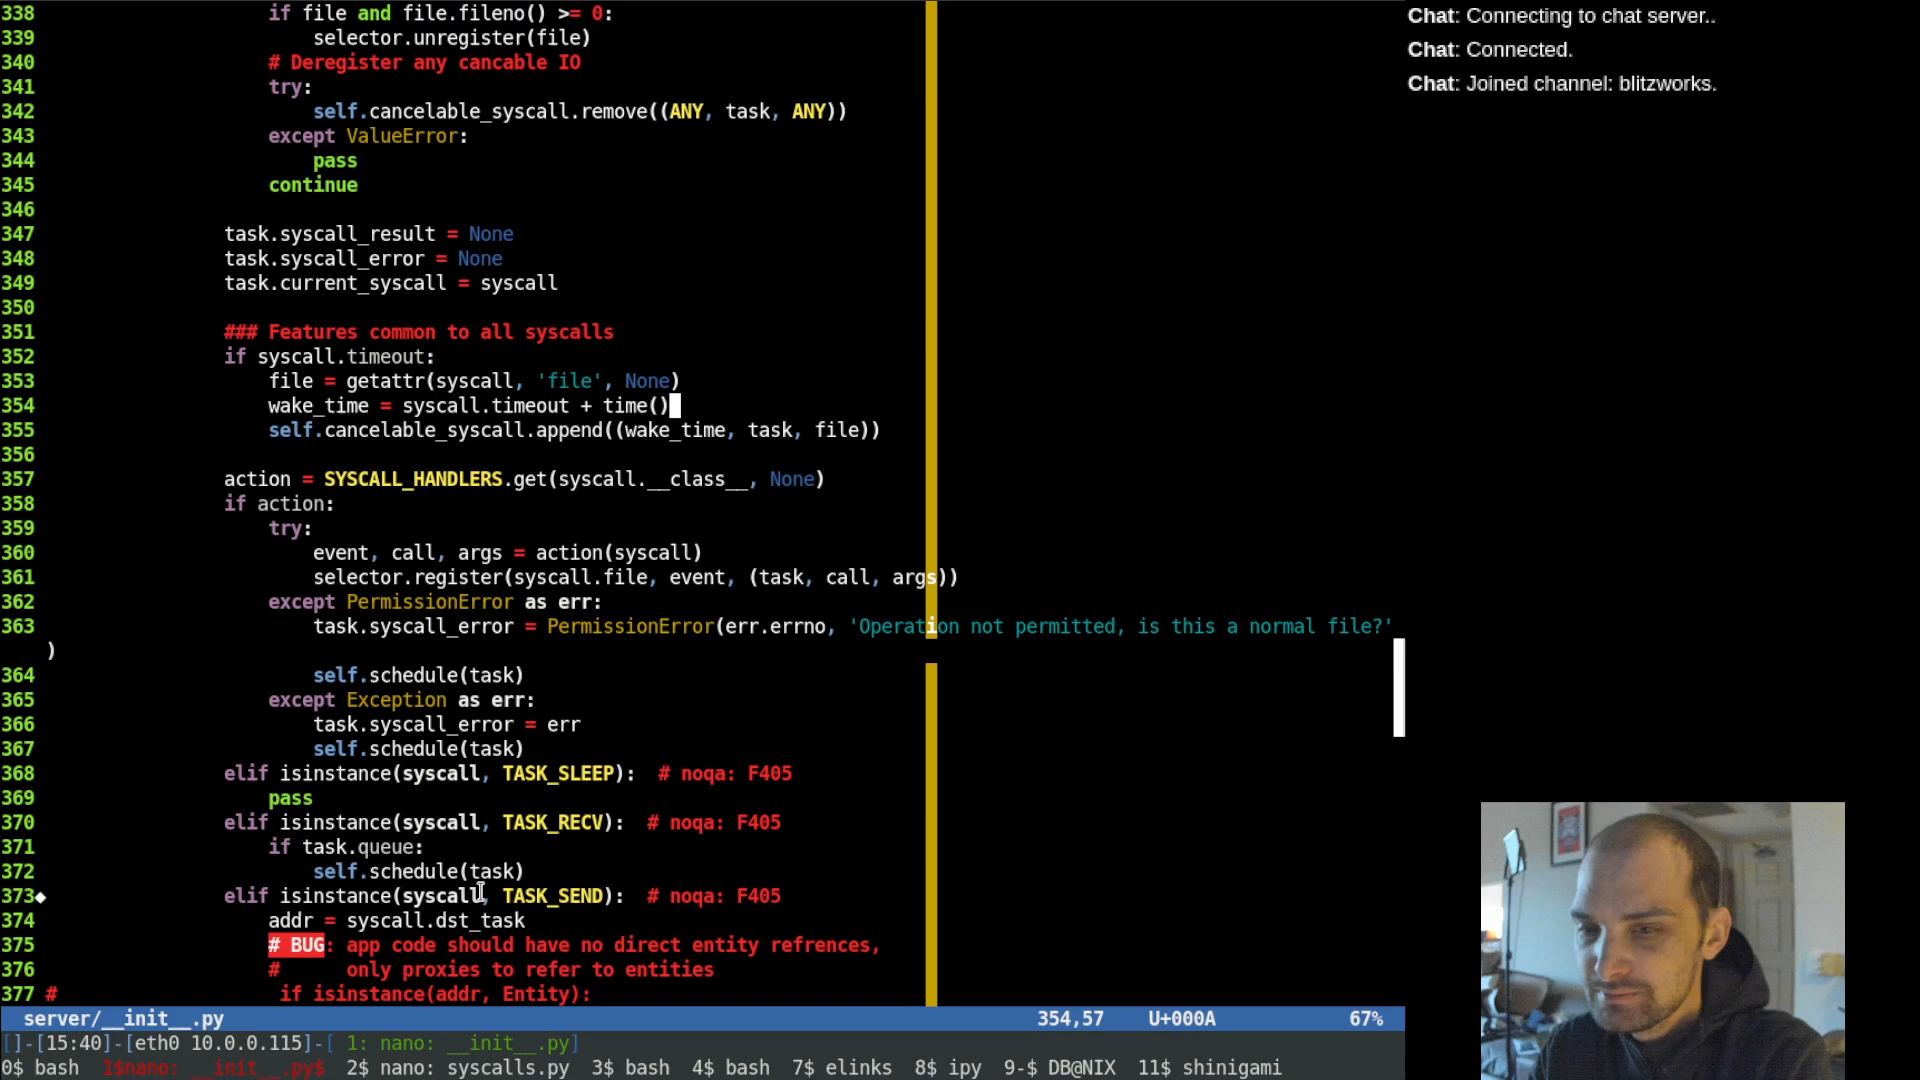 338                     if file and file.fileno() >= 0:
339                         selector.unregister(file)
340                     # Deregister any cancable IO
341                     try:
342                         self.cancelable_syscall.remove((ANY, task, ANY))
343                     except ValueError:
344                         pass
345                     continue
346
347                 task.syscall_result = None
348                 task.syscall_error = None
349                 task.current_syscall = syscall
350
351                 ### Features common to all syscalls
352                 if syscall.timeout:
353                     file = getattr(syscall, 'file', None)
354                     wake_time = syscall.timeout + time()
355                     self.cancelable_syscall.append((wake_time, task, file))
356
357                 action = SYSCALL_HANDLERS.get(syscall.__class__, None)
358                 if action:
359                     try:
360                         event, call, args = action(syscall)
361                         selector.register(syscall.file, event, (task, call, args))
362                     except PermissionError as err:
363                         task.syscall_error = PermissionError(err.errno, 'Operation not permitted, is this a normal file?'
)
364                         self.schedule(task)
365                     except Exception as err:
366                         task.syscall_error = err
367                         self.schedule(task)
368                 elif isinstance(syscall, TASK_SLEEP):  # noqa: F405
369                     pass
370                 elif isinstance(syscall, TASK_RECV):  # noqa: F405
371                     if task.queue:
372                         self.schedule(task)
373◆                elif isinstance(syscall, TASK_SEND):  # noqa: F405
374                     addr = syscall.dst_task
375                     # BUG: app code should have no direct entity refrences,
376                     #      only proxies to refer to entities
377 #                    if isinstance(addr, Entity):
server/__init__.py 354,57 U+000A 67%
[]-[15:40]-[eth0 10.0.0.115]-[ 1: nano: __init__.py]
0$ bash 1$nano: __init__.py$ 2$ nano: syscalls.py 3$ bash 4$ bash 7$ elinks 8$ ipy 9-$ DB@NIX 11$ shinigami
Chat: Connecting to chat server..
Chat: Connected.
Chat: Joined channel: blitzworks.